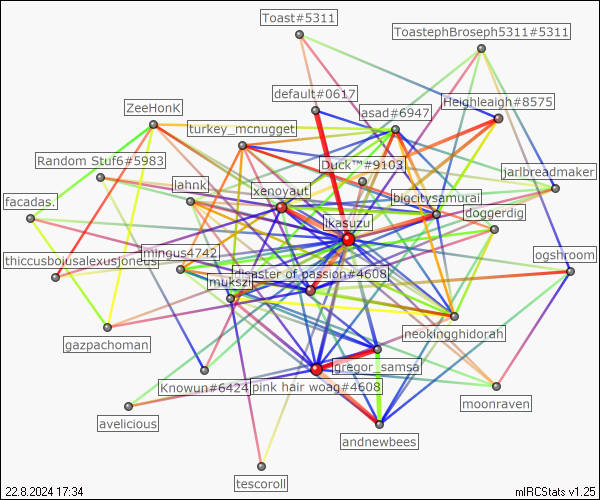 Toast#5311
ToastephBroseph5311#5311
default#0617
Heighleigh#8575
ZeeHonK
asad#6947
turkey_mcnugget
Random Stuf6#5983
Duck™#9103
jarlbreadmaker
lahnk
xenoyaut
bigcitysamurai
facadas.
doggerdig
ikasuzu
mingus4742
thiccusbojusalexusjonesus
ogshroom
disaster of passion#4608
mukszi
neokingghidorah
gazpachoman
gregor_samsa
Knowun#6424
pink hair woag#4608
moonraven
avelicious
andnewbees
tescoroll
22.8.2024 17:34
mIRCStats v1.25